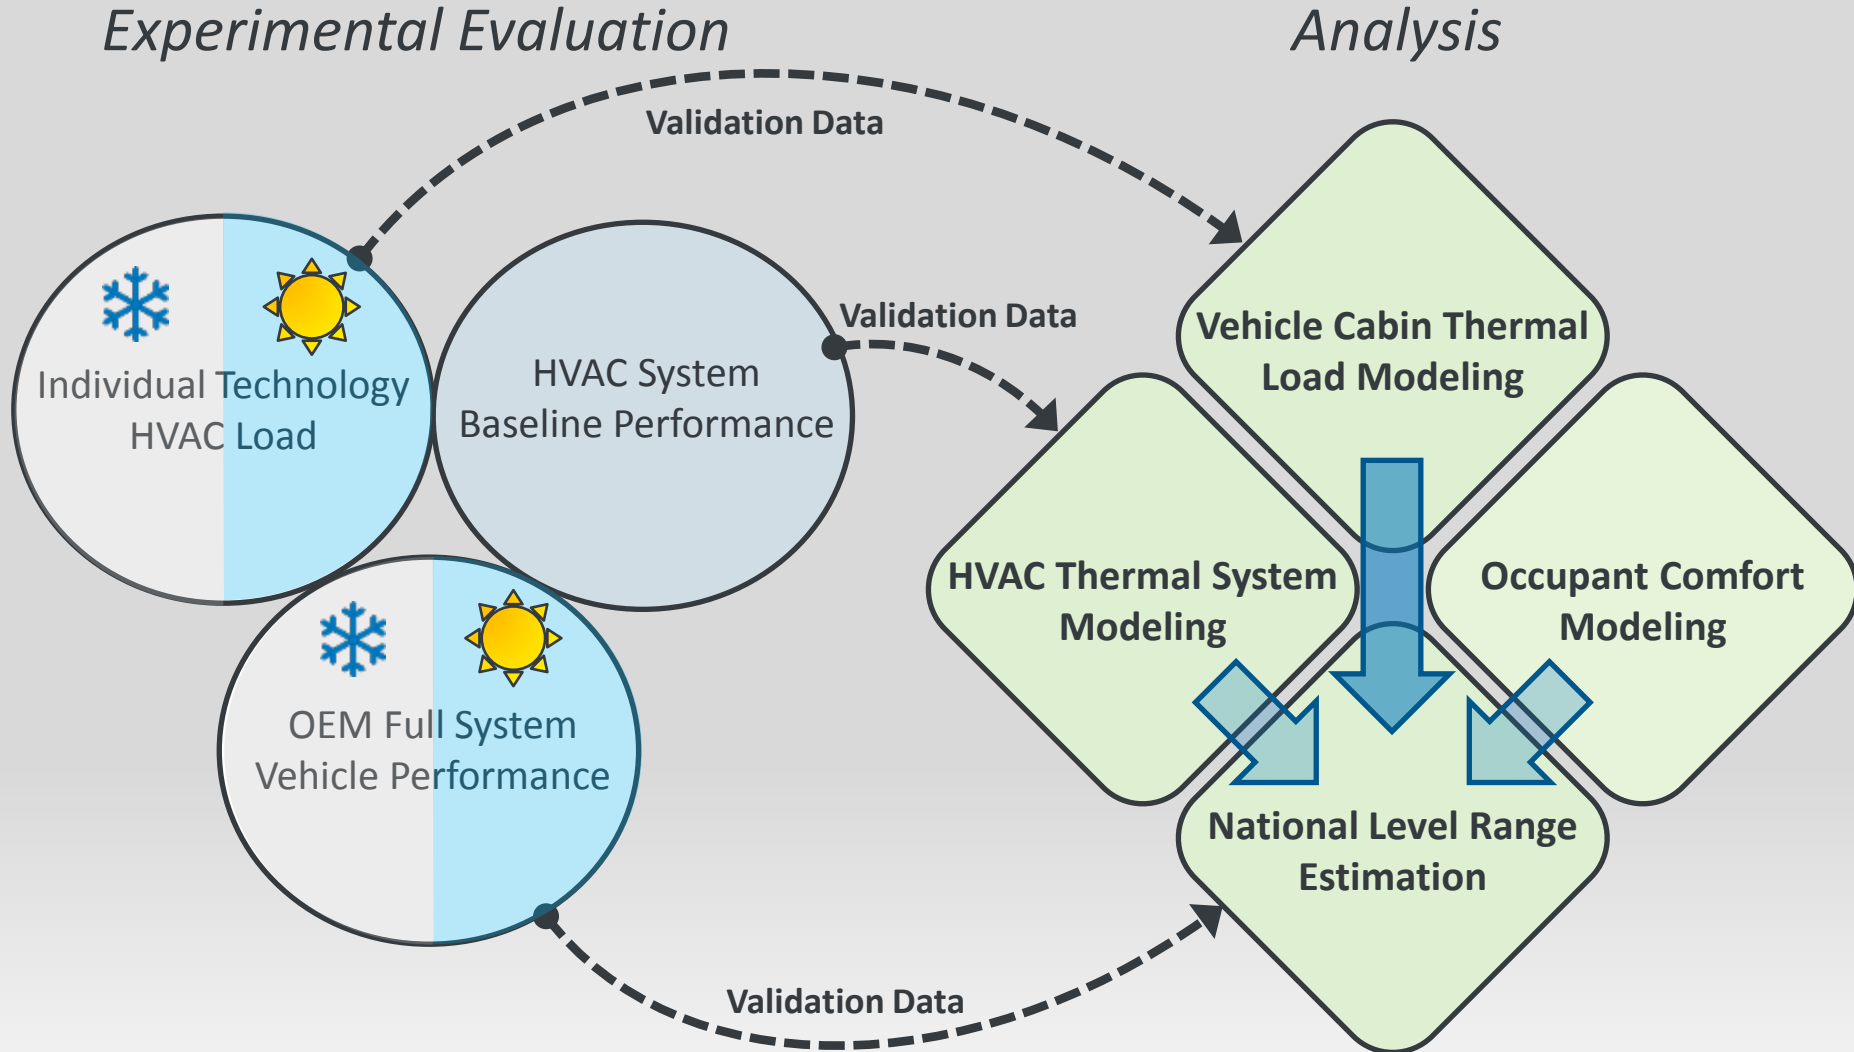 Experimental Evaluation
Analysis
Validation Data
Individual Technology
HVAC Load
HVAC System
Baseline Performance
Validation Data
OEM Full System
Vehicle Performance
Validation Data
Vehicle Cabin Thermal
Load Modeling
HVAC Thermal System
Modeling
Occupant Comfort
Modeling
National Level Range
Estimation